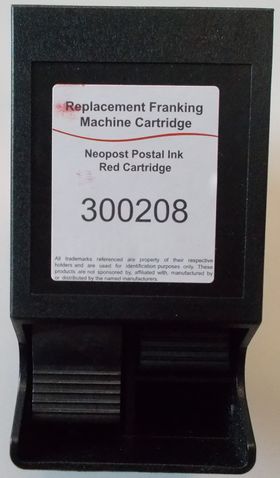 Replacement Franking
Machine Cartridge
Neopost Postal Ink
Red Cartridge
300208
All trademarks referenced are property of their respective
holders and are used for identification purposes only. These
products are not sponsored by, affiliated with, manufactured by
or distributed by the named manufacturers.